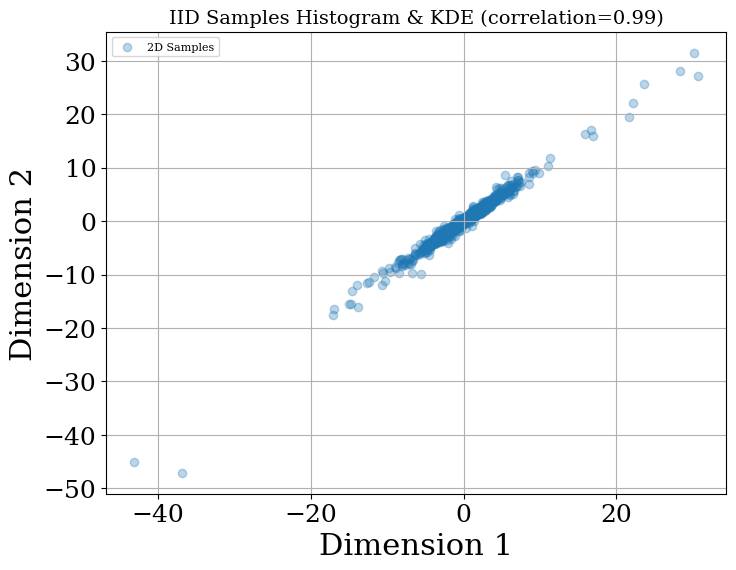 IID Samples Histogram & KDE (correlation=0.99)
2D Samples
30
20
10
0
−10
−20
−30
−40
−50
Dimension 2
−40 −20 0 20
Dimension 1